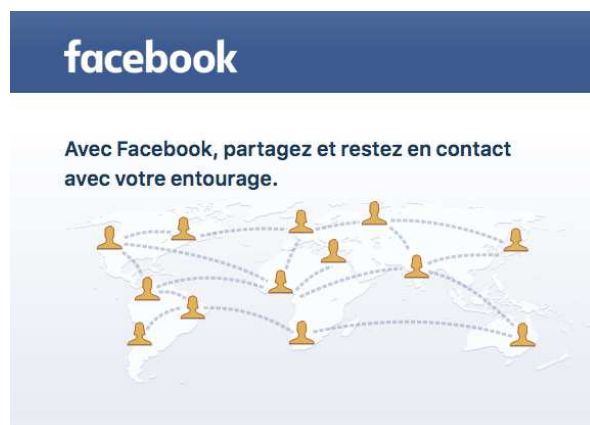 facebook
Avec Facebook, partagez et restez en contact
avec votre entourage.